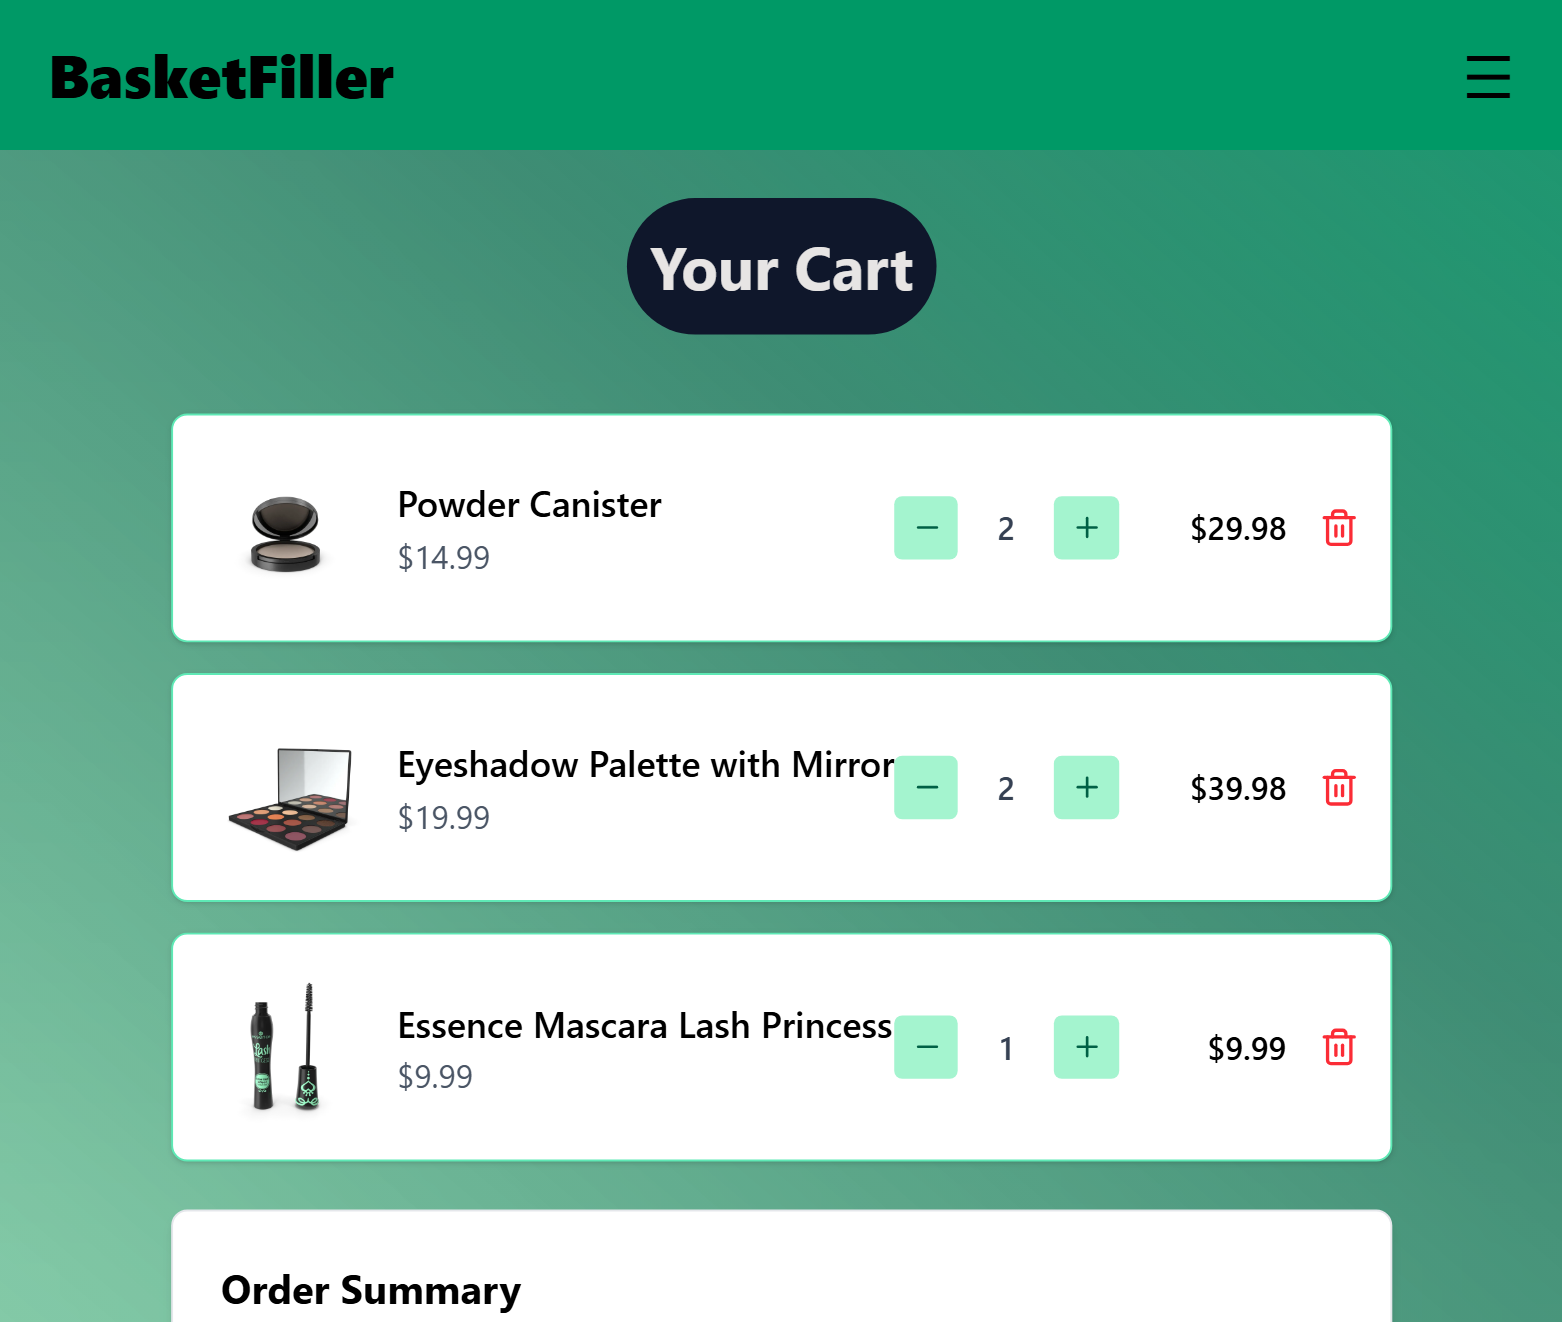 BasketFiller
Your Cart
Powder Canister
$14.99
− 2 + $29.98
Eyeshadow Palette with Mirror
$19.99
− 2 + $39.98
Essence Mascara Lash Princess
$9.99
− 1 + $9.99
Lash
Order Summary